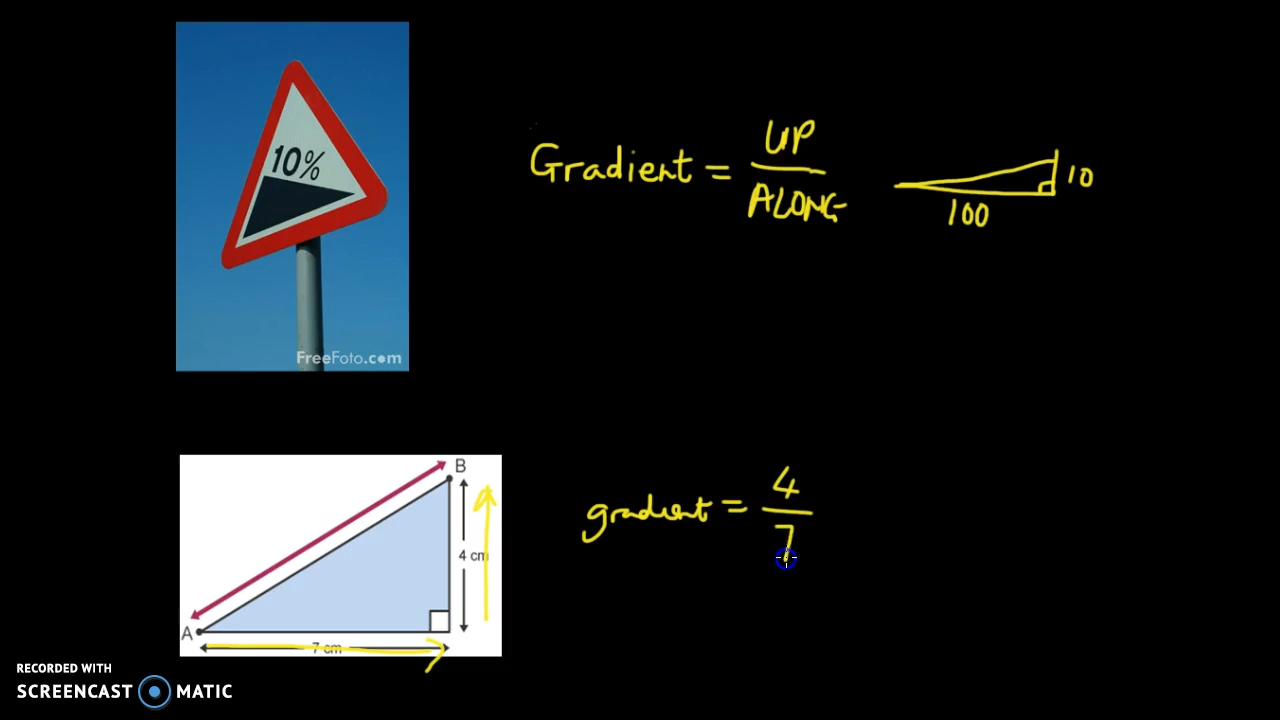 10%
FreeFoto.com
Gradient = UP
ALONG
10
100
B
4 cm
A
7 cm
gradient = 4
7
RECORDED WITH
SCREENCAST MATIC